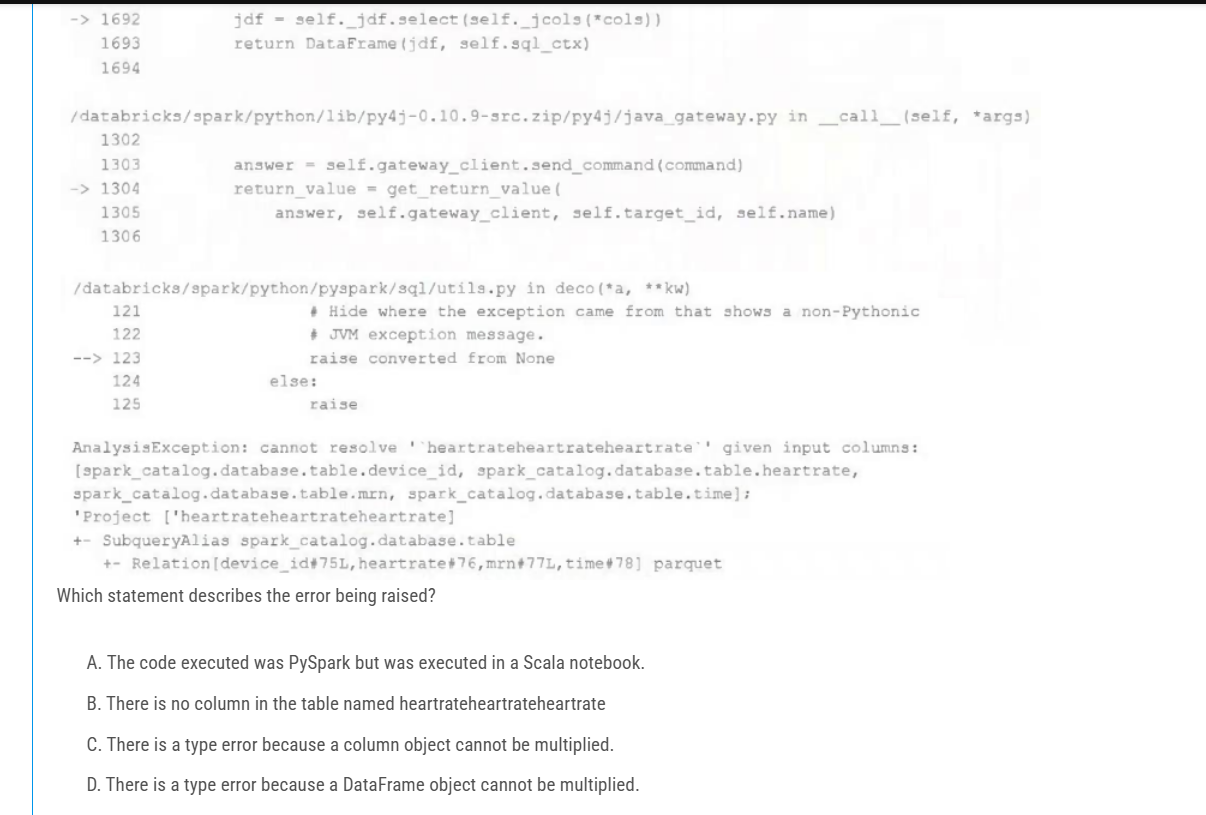 -> 1692 jdf = self._jdf.select(self._jcols(*cols))
1693 return DataFrame(jdf, self.sql_ctx)
1694
/databricks/spark/python/lib/py4j-0.10.9-src.zip/py4j/java_gateway.py in __call__(self, *args)
1302
1303 answer = self.gateway_client.send_command(command)
-> 1304 return_value = get_return_value(
1305 answer, self.gateway_client, self.target_id, self.name)
1306
/databricks/spark/python/pyspark/sql/utils.py in deco(*a, **kw)
121 # Hide where the exception came from that shows a non-Pythonic
122 # JVM exception message.
--> 123 raise converted from None
124 else:
125 raise
AnalysisException: cannot resolve '`heartrateheartrateheartrate`' given input columns:
[spark_catalog.database.table.device_id, spark_catalog.database.table.heartrate,
spark_catalog.database.table.mrn, spark_catalog.database.table.time];
'Project ['heartrateheartrateheartrate]
+- SubqueryAlias spark_catalog.database.table
+- Relation[device_id#75L,heartrate#76,mrn#77L,time#78] parquet
Which statement describes the error being raised?
A. The code executed was PySpark but was executed in a Scala notebook.
B. There is no column in the table named heartrateheartrateheartrate
C. There is a type error because a column object cannot be multiplied.
D. There is a type error because a DataFrame object cannot be multiplied.